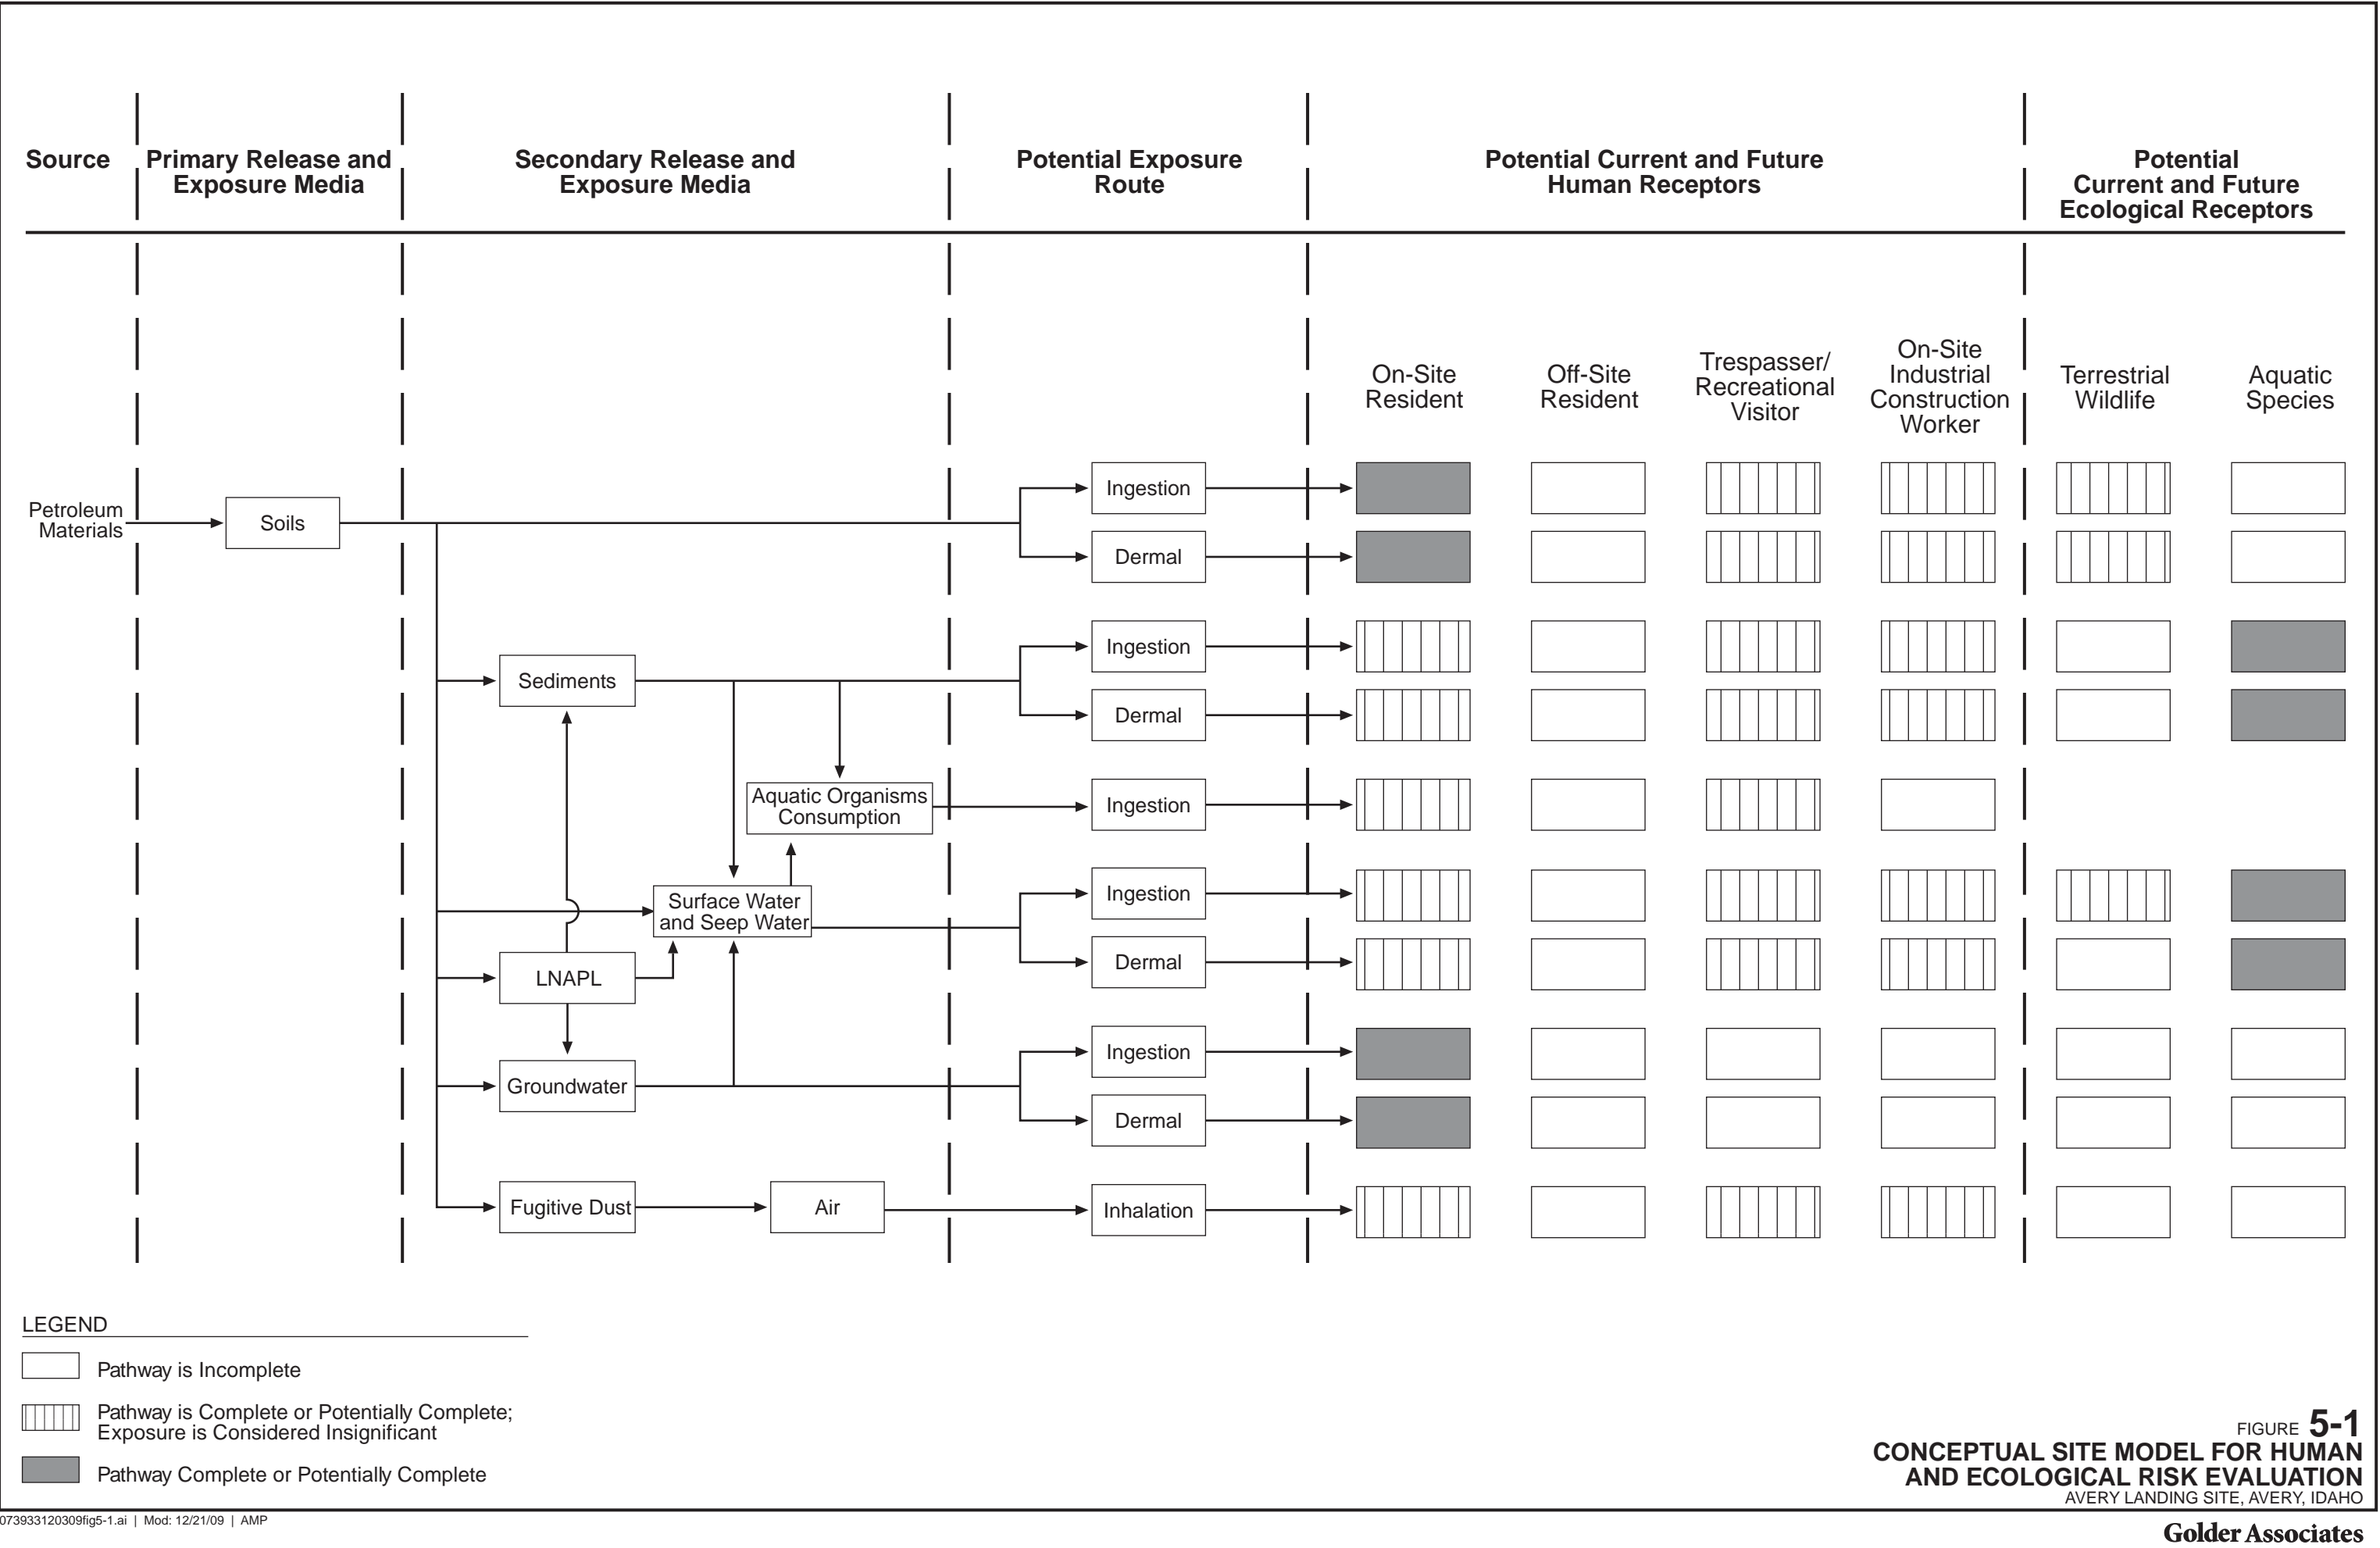 Source
Primary Release and
Exposure Media
Secondary Release and
Exposure Media
Potential Exposure
Route
Potential Current and Future
Human Receptors
Potential
Current and Future
Ecological Receptors
On-Site
Resident
Off-Site
Resident
Trespasser/
Recreational
Visitor
On-Site
Industrial
Construction
Worker
Terrestrial
Wildlife
Aquatic
Species
Petroleum
Materials
Soils
Ingestion
Dermal
Sediments
Ingestion
Dermal
Aquatic Organisms
Consumption
Ingestion
Surface Water
and Seep Water
Ingestion
Dermal
LNAPL
Groundwater
Ingestion
Dermal
Fugitive Dust
Air
Inhalation
LEGEND
Pathway is Incomplete
Pathway is Complete or Potentially Complete;
Exposure is Considered Insignificant
Pathway Complete or Potentially Complete
FIGURE 5-1
CONCEPTUAL SITE MODEL FOR HUMAN
AND ECOLOGICAL RISK EVALUATION
AVERY LANDING SITE, AVERY, IDAHO
073933120309fig5-1.ai | Mod: 12/21/09 | AMP
Golder Associates